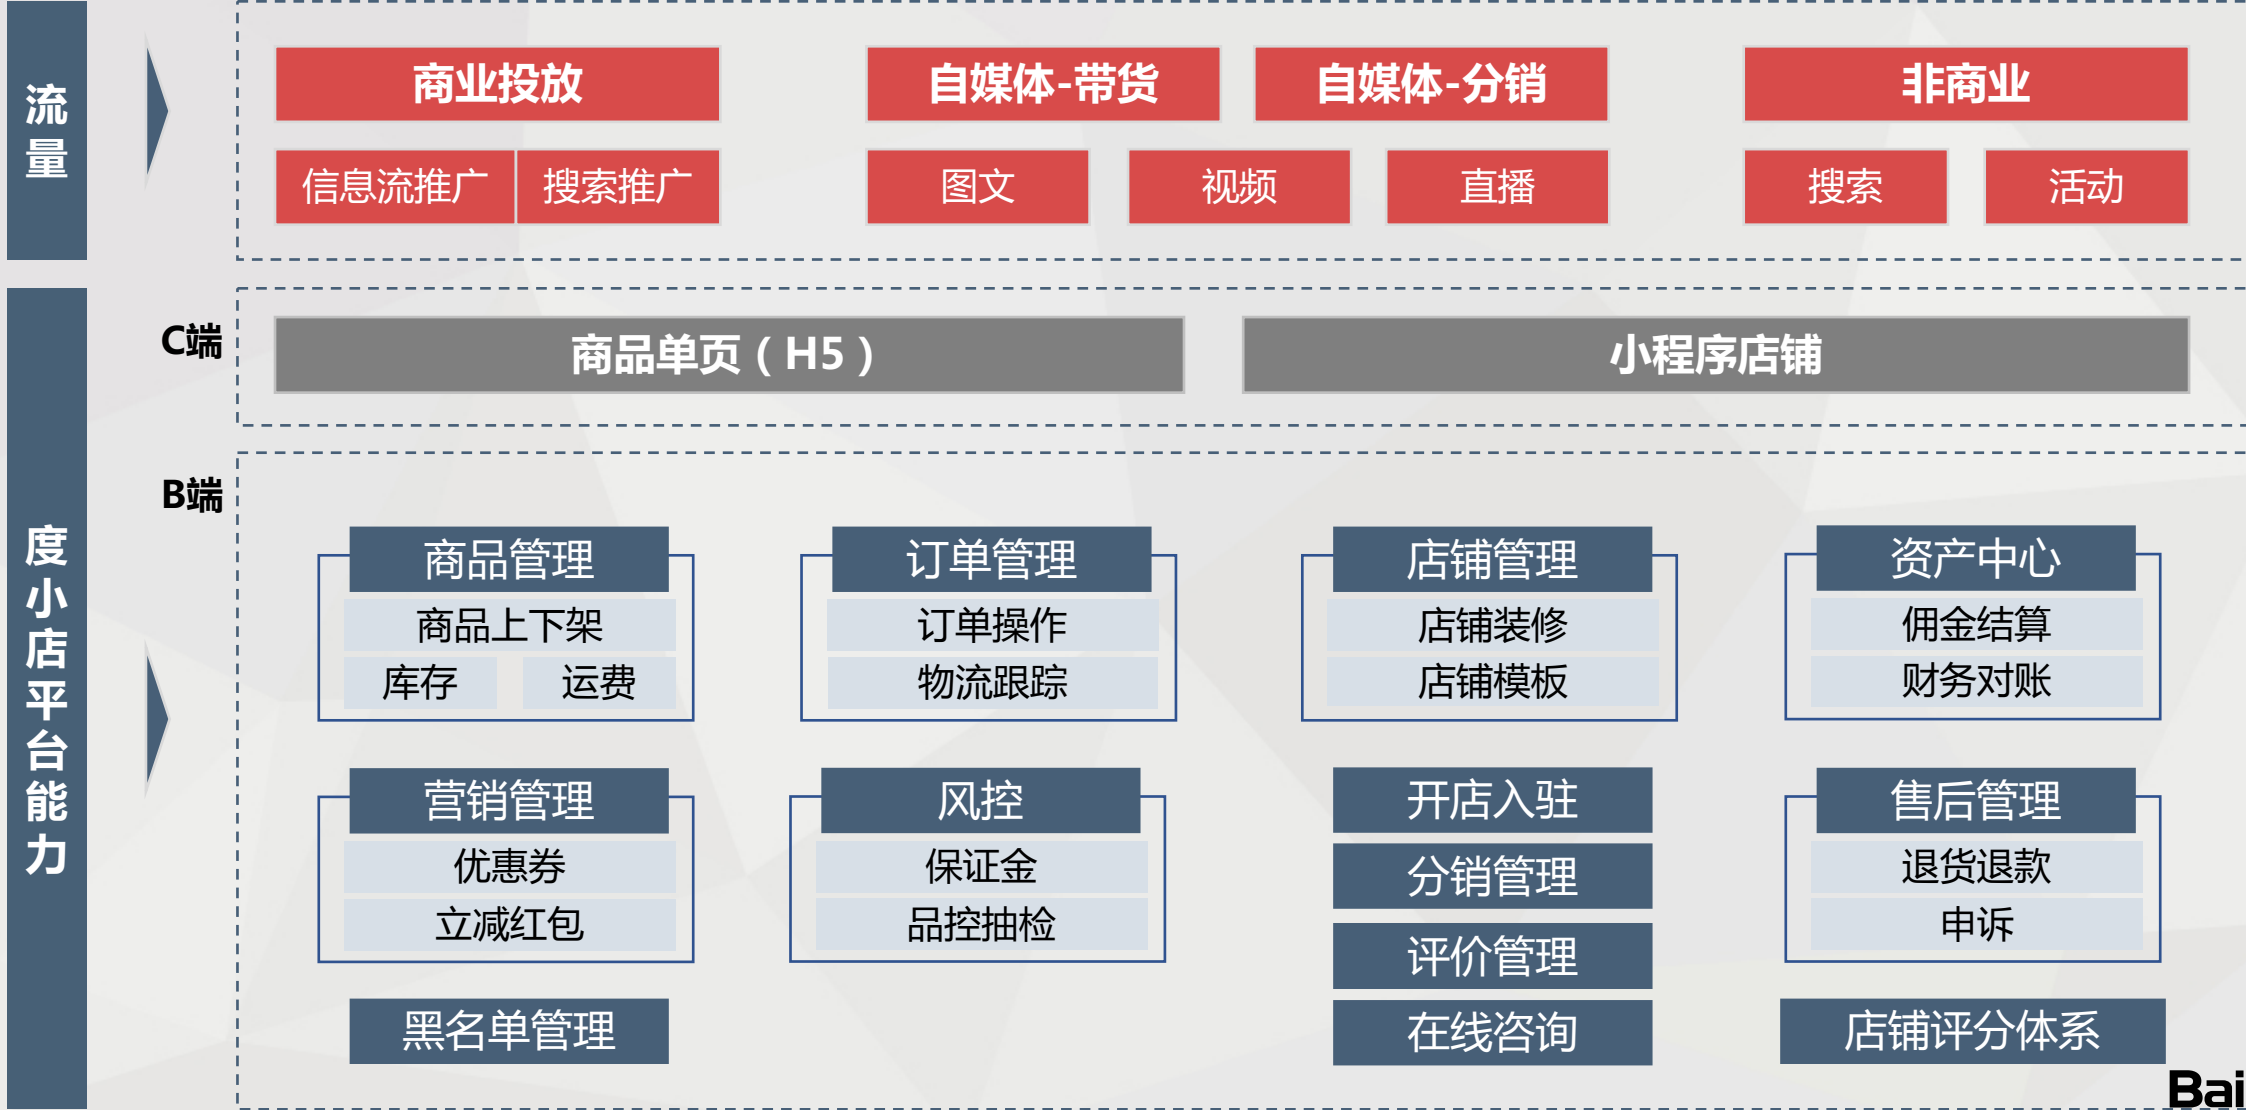 流量
商业投放
自媒体-带货
自媒体-分销
非商业
信息流推广
搜索推广
图文
视频
直播
搜索
活动
度小店平台能力
C端
商品单页（H5）
小程序店铺
B端
商品管理
商品上下架
库存
运费
订单管理
订单操作
物流跟踪
店铺管理
店铺装修
店铺模板
资产中心
佣金结算
财务对账
营销管理
优惠券
立减红包
风控
保证金
品控抽检
开店入驻
分销管理
评价管理
在线咨询
售后管理
退货退款
申诉
黑名单管理
店铺评分体系
Bai